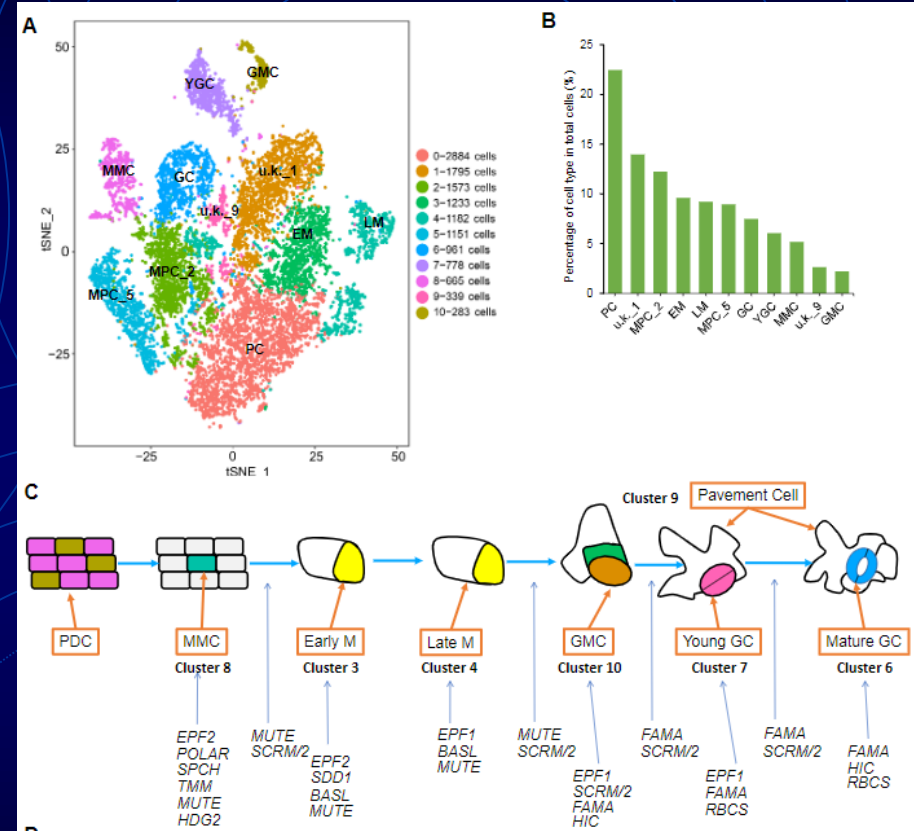 A
50
25
0
−25
tSNE_2
−25
0
25
50
tSNE_1
YGC
GMC
MMC
GC
u.k._1
u.k._9
LM
EM
MPC_2
MPC_5
PC
0−2884 cells
1−1795 cells
2−1573 cells
3−1233 cells
4−1182 cells
5−1151 cells
6−961 cells
7−778 cells
8−665 cells
9−339 cells
10−283 cells
B
Percentage of cell type in total cells (%)
25
20
15
10
5
0
PC
u.k._1
MPC_2
EM
LM
MPC_5
GC
YGC
MMC
u.k._9
GMC
C
Cluster 9
Pavement Cell
PDC
MMC
Early M
Late M
GMC
Young GC
Mature GC
Cluster 8
Cluster 3
Cluster 4
Cluster 10
Cluster 7
Cluster 6
EPF2
POLAR
SPCH
TMM
MUTE
HDG2
MUTE
SCRM/2
EPF2
SDD1
BASL
MUTE
EPF1
BASL
MUTE
MUTE
SCRM/2
EPF1
SCRM/2
FAMA
HIC
FAMA
SCRM/2
EPF1
FAMA
RBCS
FAMA
SCRM/2
FAMA
HIC
RBCS